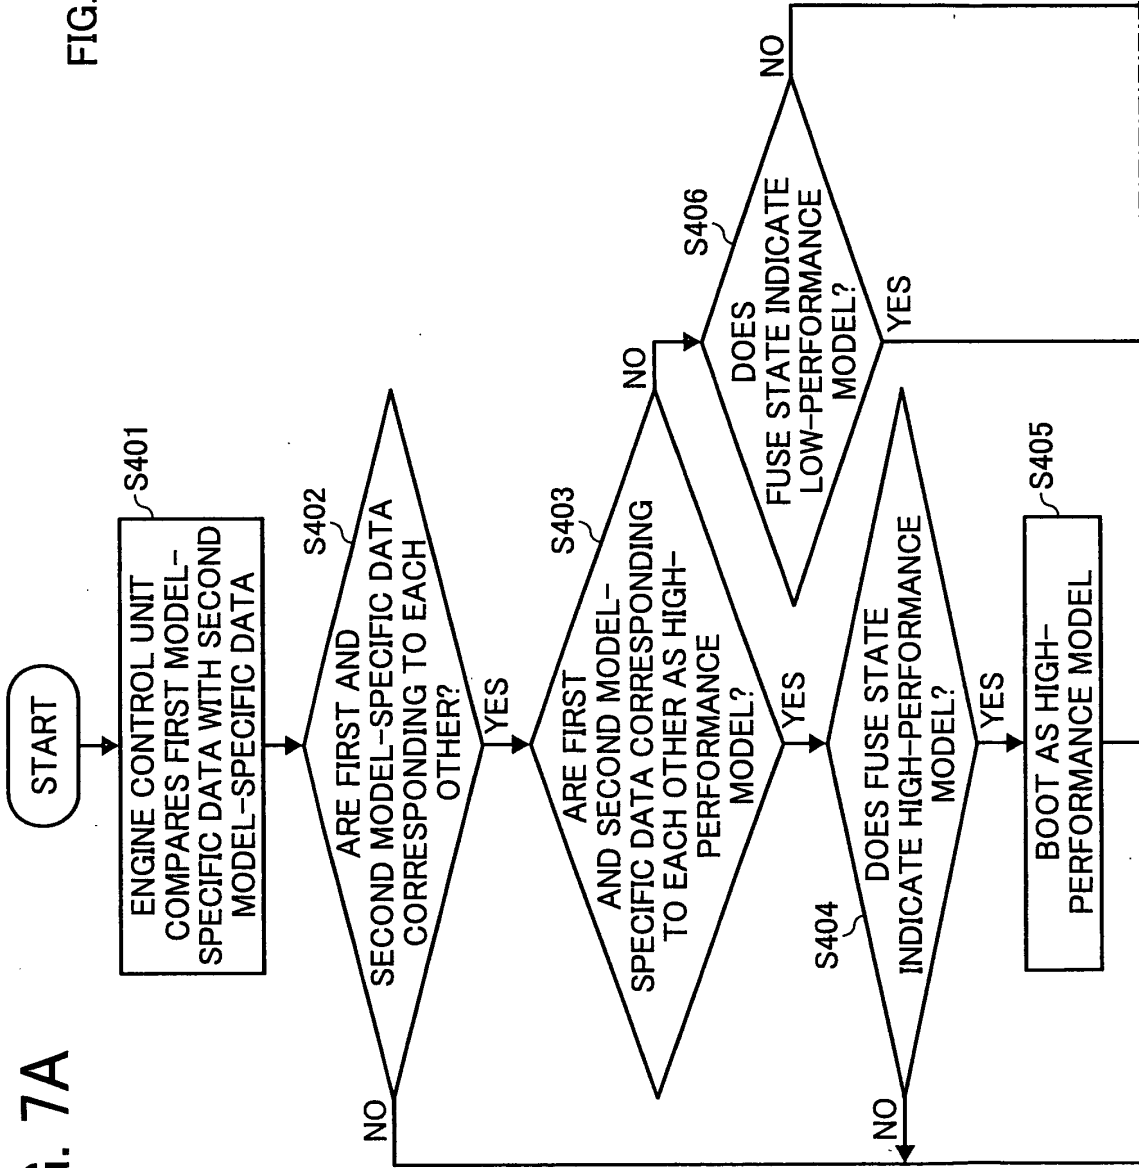 G. 7A
FIG.
START
ENGINE CONTROL UNIT
COMPARES FIRST MODEL-
SPECIFIC DATA WITH SECOND
MODEL-SPECIFIC DATA
S401
ARE FIRST AND
SECOND MODEL-SPECIFIC DATA
CORRESPONDING TO EACH
OTHER?
S402
NO
YES
ARE FIRST
AND SECOND MODEL-
SPECIFIC DATA CORRESPONDING
TO EACH OTHER AS HIGH-
PERFORMANCE
MODEL?
S403
NO
YES
S404
DOES FUSE STATE
INDICATE HIGH-PERFORMANCE
MODEL?
NO
YES
BOOT AS HIGH-
PERFORMANCE MODEL
S405
S406
DOES
FUSE STATE INDICATE
LOW-PERFORMANCE
MODEL?
NO
YES